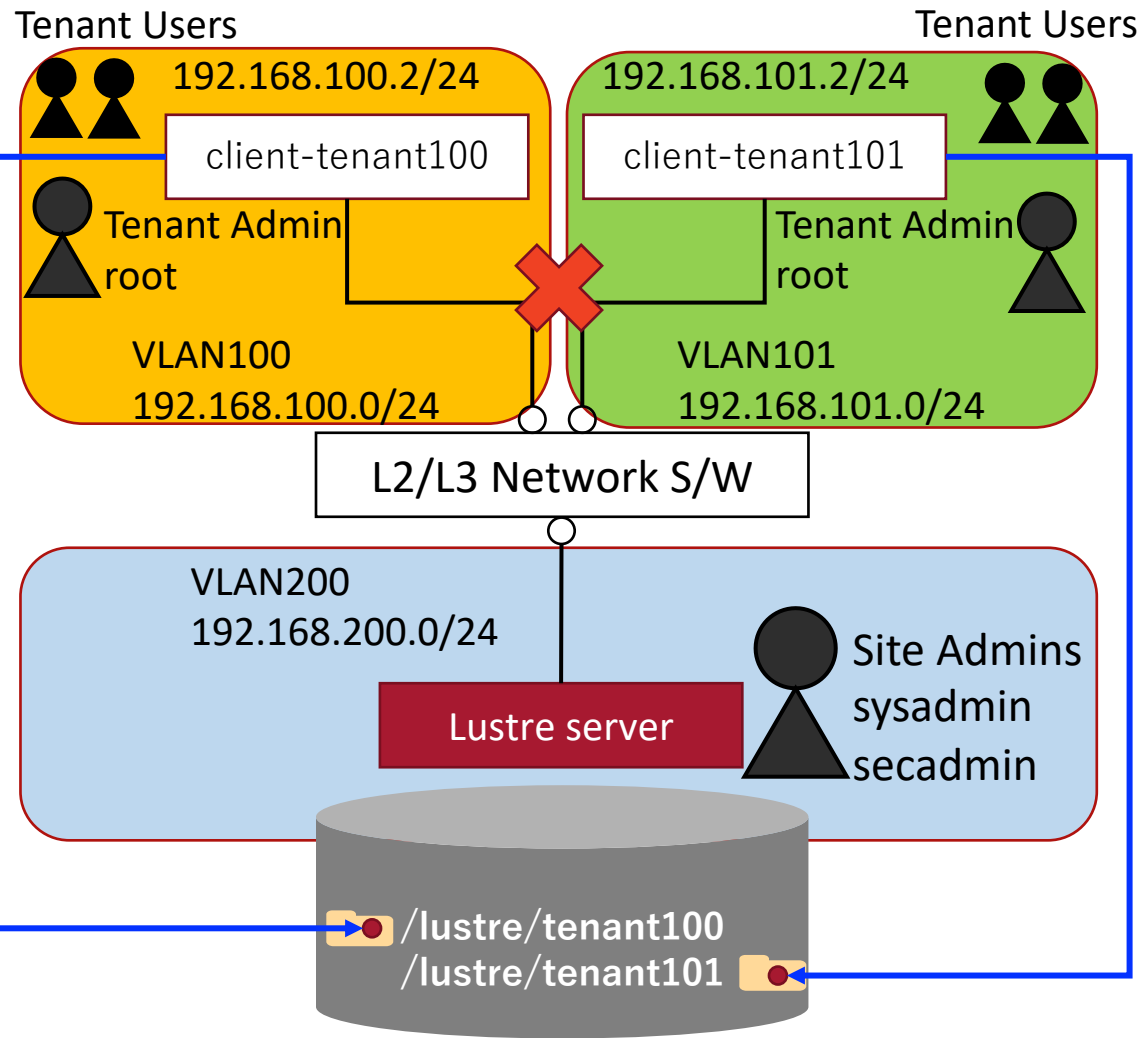 Tenant Users
Tenant Users
192.168.100.2/24
192.168.101.2/24
client-tenant100
client-tenant101
Tenant Admin
root
Tenant Admin
root
VLAN100
192.168.100.0/24
VLAN101
192.168.101.0/24
L2/L3 Network S/W
VLAN200
192.168.200.0/24
Lustre server
Site Admins
sysadmin
secadmin
/lustre/tenant100
/lustre/tenant101